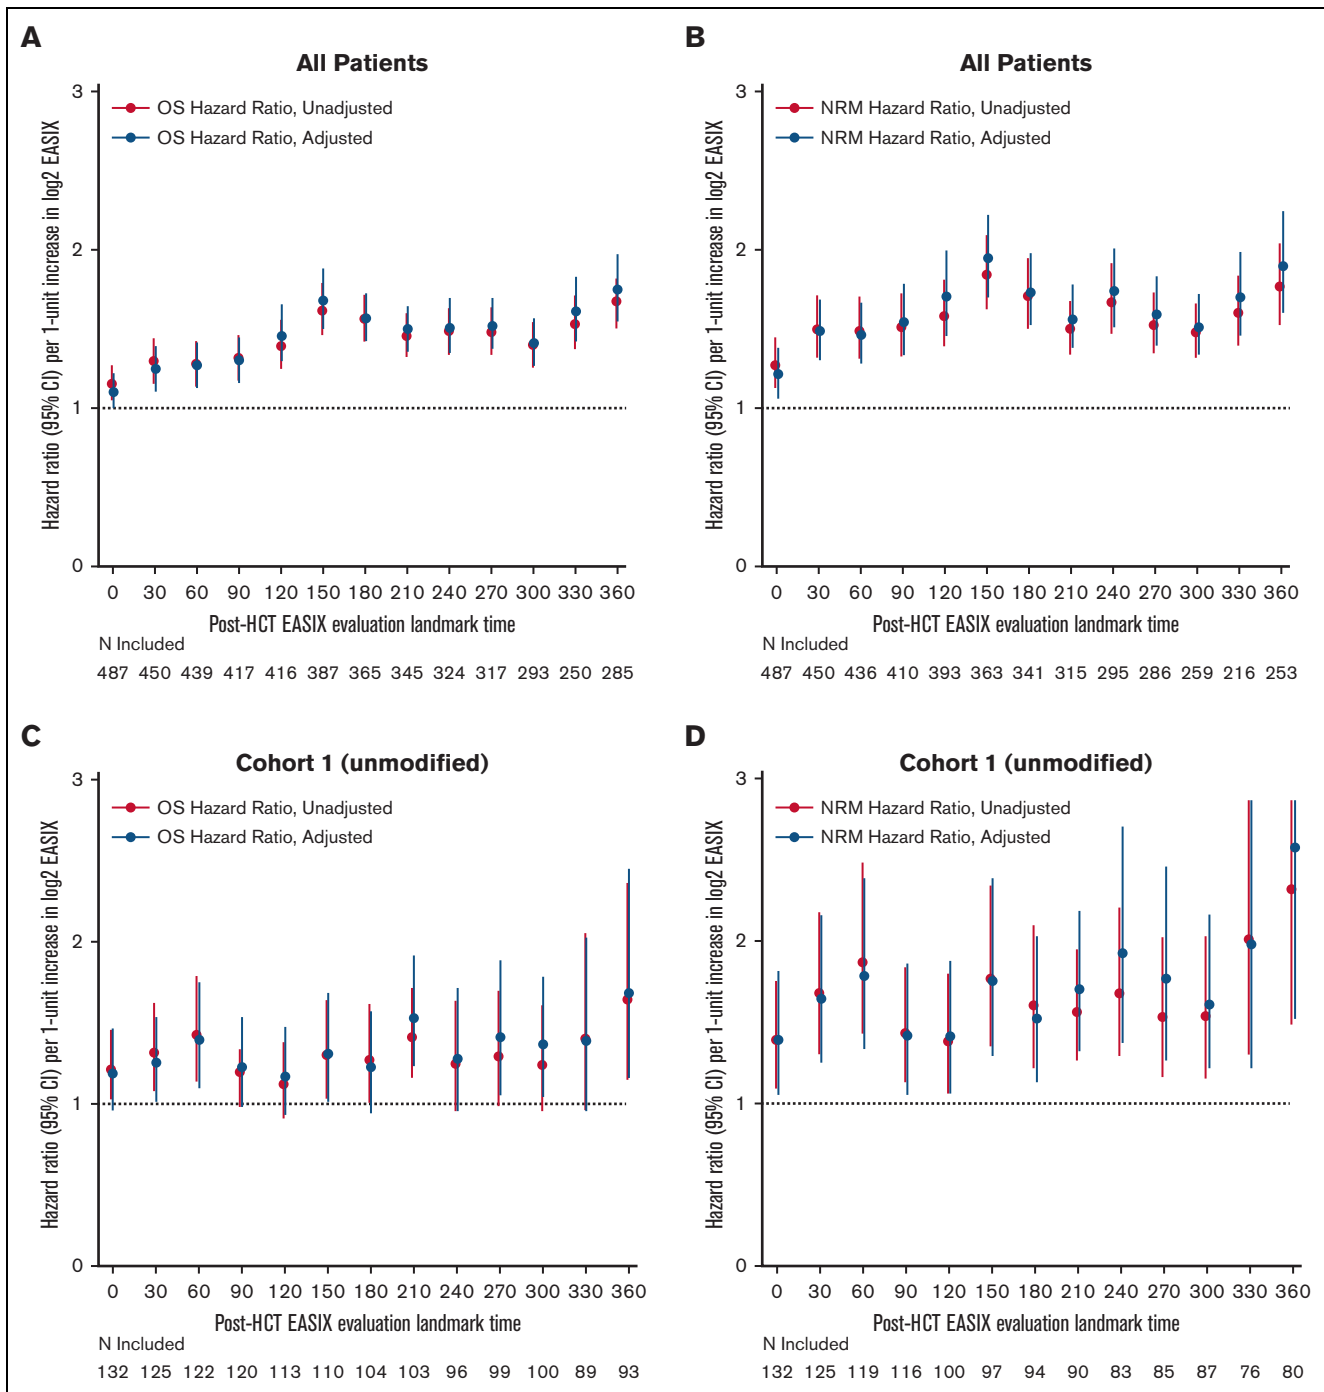 A
All Patients
OS Hazard Ratio, Unadjusted
OS Hazard Ratio, Adjusted
Hazard ratio (95% CI) per 1-unit increase in log2 EASIX
3
2
1
0
0 30 60 90 120 150 180 210 240 270 300 330 360
Post-HCT EASIX evaluation landmark time
N Included
487 450 439 417 416 387 365 345 324 317 293 250 285
B
All Patients
NRM Hazard Ratio, Unadjusted
NRM Hazard Ratio, Adjusted
Hazard ratio (95% CI) per 1-unit increase in log2 EASIX
3
2
1
0
0 30 60 90 120 150 180 210 240 270 300 330 360
Post-HCT EASIX evaluation landmark time
N Included
487 450 436 410 393 363 341 315 295 286 259 216 253
C
Cohort 1 (unmodified)
OS Hazard Ratio, Unadjusted
OS Hazard Ratio, Adjusted
Hazard ratio (95% CI) per 1-unit increase in log2 EASIX
3
2
1
0
0 30 60 90 120 150 180 210 240 270 300 330 360
Post-HCT EASIX evaluation landmark time
N Included
132 125 122 120 113 110 104 103 96 99 100 89 93
D
Cohort 1 (unmodified)
NRM Hazard Ratio, Unadjusted
NRM Hazard Ratio, Adjusted
Hazard ratio (95% CI) per 1-unit increase in log2 EASIX
3
2
1
0
0 30 60 90 120 150 180 210 240 270 300 330 360
Post-HCT EASIX evaluation landmark time
N Included
132 125 119 116 100 97 94 90 83 85 87 76 80